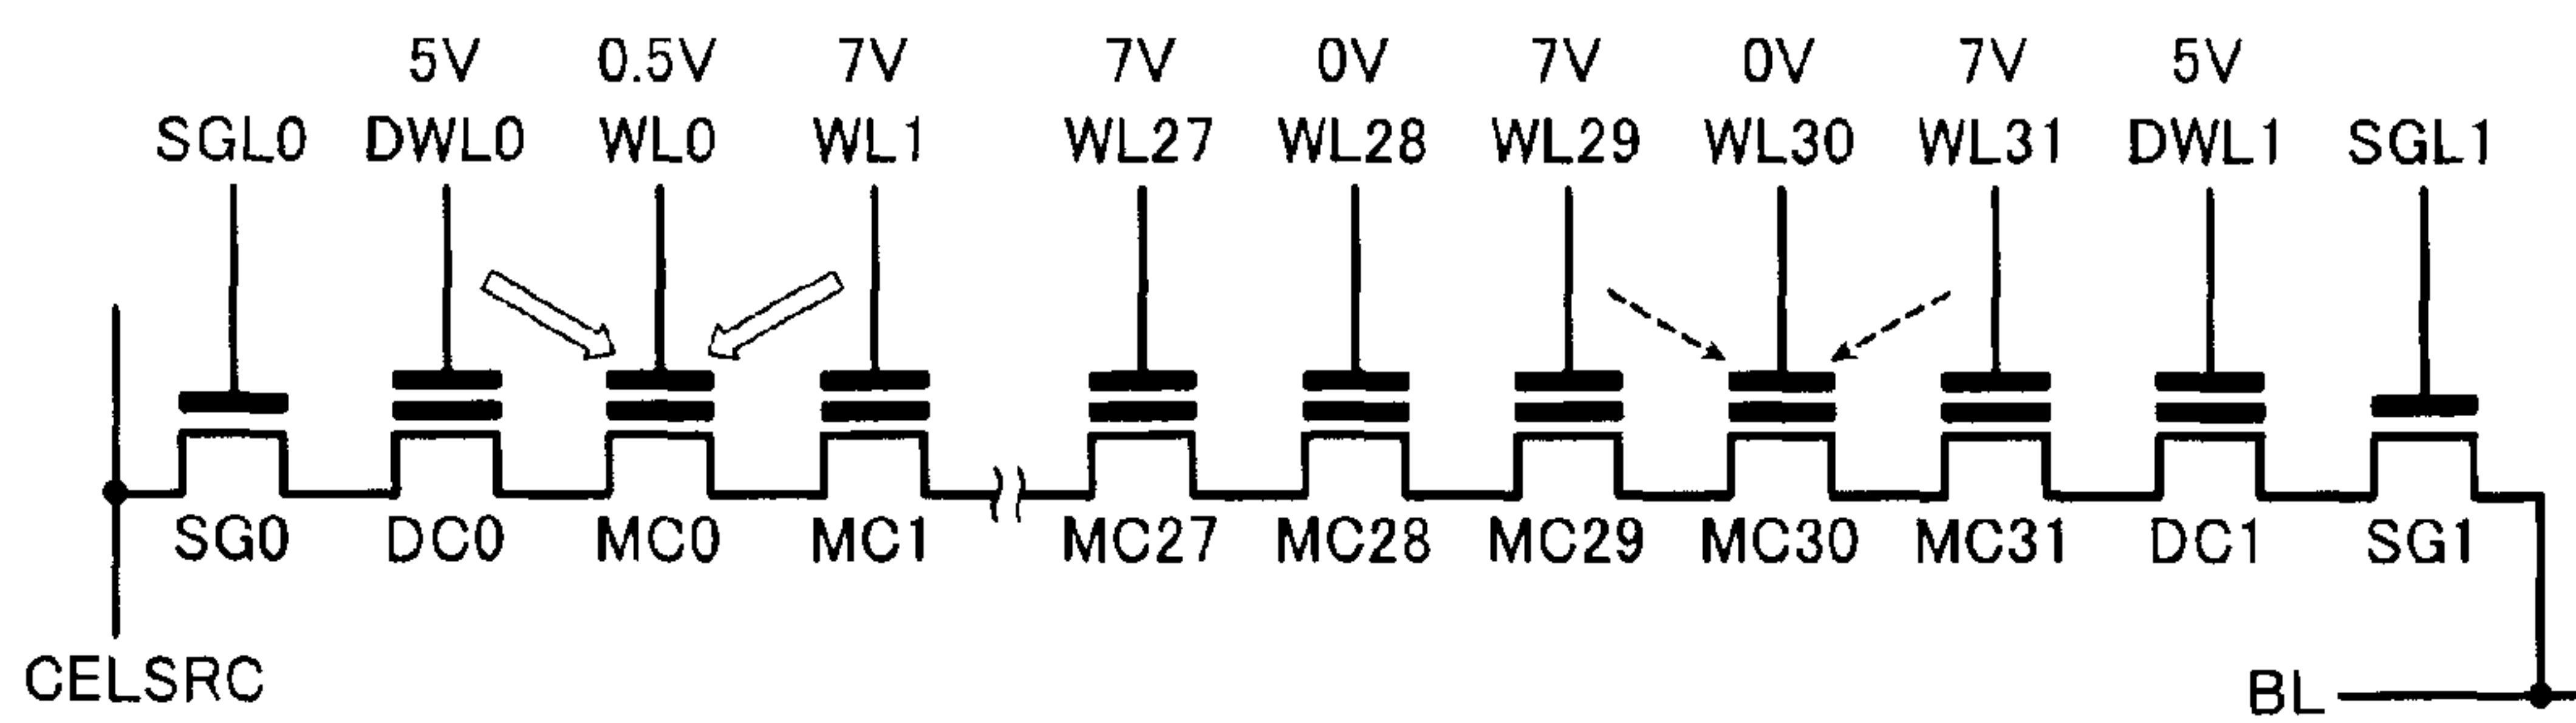 5V 0.5V 7V 7V 0V 7V 0V 7V 5V
SGL0 DWL0 WL0 WL1 WL27 WL28 WL29 WL30 WL31 DWL1 SGL1
SG0 DC0 MC0 MC1 MC27 MC28 MC29 MC30 MC31 DC1 SG1
CELSRC BL